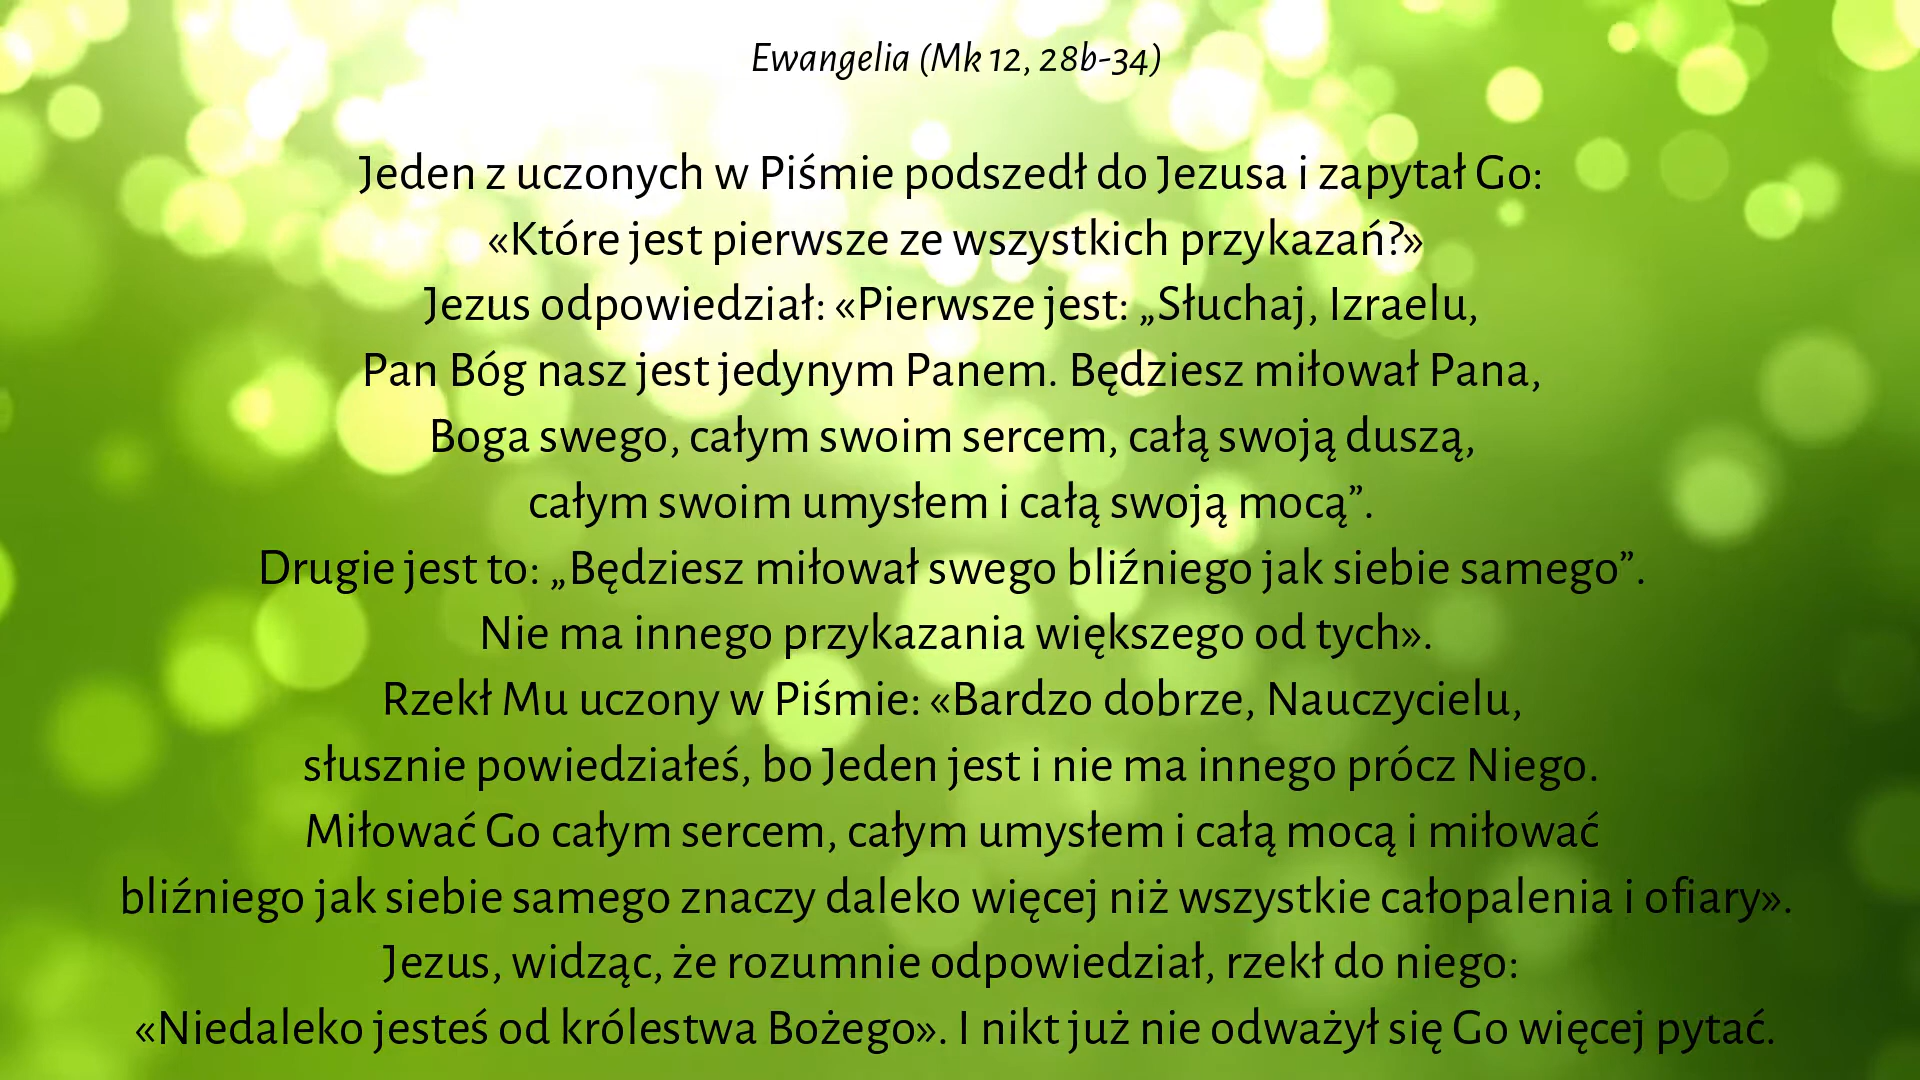 Ewangelia (Mk 12, 28b-34)
Jeden z uczonych w Piśmie podszedł do Jezusa i zapytał Go:
«Które jest pierwsze ze wszystkich przykazań?»
Jezus odpowiedział: «Pierwsze jest: „Słuchaj, Izraelu,
Pan Bóg nasz jest jedynym Panem. Będziesz miłował Pana,
Boga swego, całym swoim sercem, całą swoją duszą,
całym swoim umysłem i całą swoją mocą”.
Drugie jest to: „Będziesz miłował swego bliźniego jak siebie samego”.
Nie ma innego przykazania większego od tych».
Rzekł Mu uczony w Piśmie: «Bardzo dobrze, Nauczycielu,
słusznie powiedziałeś, bo Jeden jest i nie ma innego prócz Niego.
Miłować Go całym sercem, całym umysłem i całą mocą i miłować
bliźniego jak siebie samego znaczy daleko więcej niż wszystkie całopalenia i ofiary».
Jezus, widząc, że rozumnie odpowiedział, rzekł do niego:
«Niedaleko jesteś od królestwa Bożego». I nikt już nie odważył się Go więcej pytać.